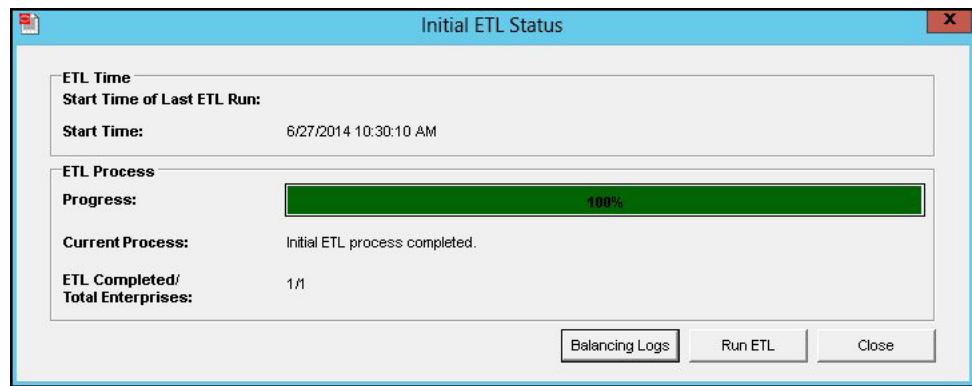 Initial ETL Status
X
ETL Time
Start Time of Last ETL Run:
Start Time: 6/27/2014 10:30:10 AM
ETL Process
Progress: 100%
Current Process: Initial ETL process completed.
ETL Completed/
Total Enterprises: 1/1
Balancing Logs Run ETL Close